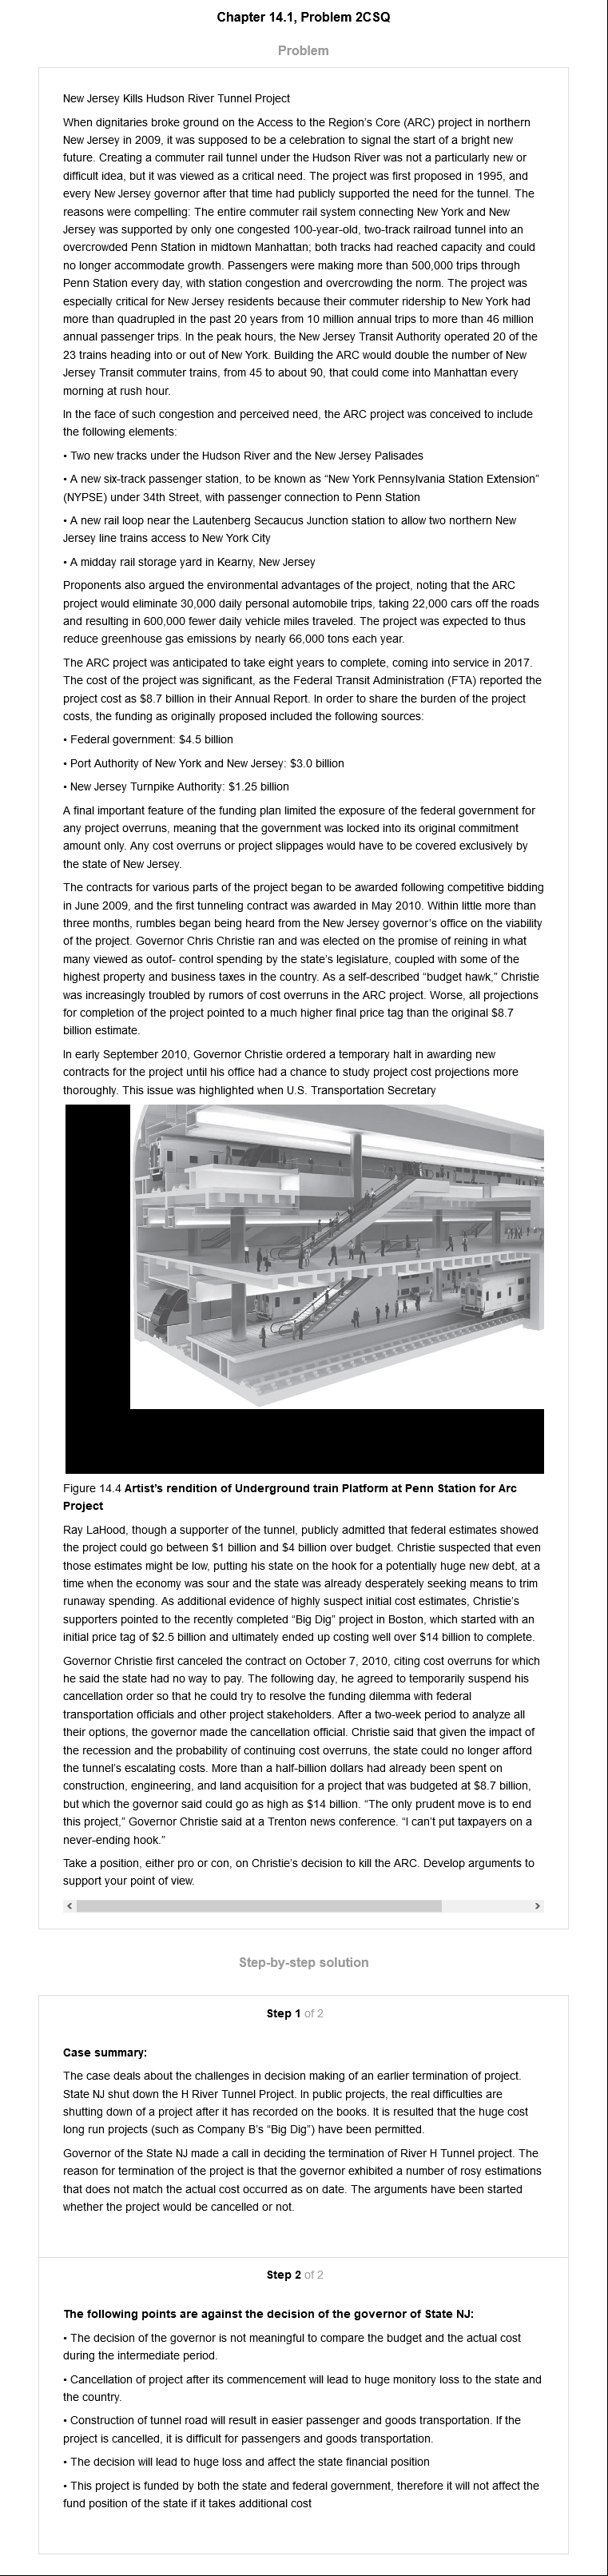 Chapter 14.1, Problem 2CSQ
Problem
New Jersey Kills Hudson River Tunnel Project
When dignitaries broke ground on the Access to the Region's Core (ARC) project in northern
New Jersey in 2009, it was supposed to be a celebration to signal the start of a bright new
future. Creating a commuter rail tunnel under the Hudson River was not a particularly new or
difficult idea, but it was viewed as a critical need. The project was first proposed in 1995, and
every New Jersey governor after that time had publicly supported the need for the tunnel. The
reasons were compelling: The entire commuter rail system connecting New York and New
Jersey was supported by only one congested 100-year-old, two-track railroad tunnel into an
overcrowded Penn Station in midtown Manhattan; both tracks had reached capacity and could
no longer accommodate growth. Passengers were making more than 500,000 trips through
Penn Station every day, with station congestion and overcrowding the norm. The project was
especially critical for New Jersey residents because their commuter ridership to New York had
more than quadrupled in the past 20 years from 10 million annual trips to more than 46 million
annual passenger trips. In the peak hours, the New Jersey Transit Authority operated 20 of the
23 trains heading into or out of New York. Building the ARC would double the number of New
Jersey Transit commuter trains, from 45 to about 90, that could come into Manhattan every
morning at rush hour.
In the face of such congestion and perceived need, the ARC project was conceived to include
the following elements:
• Two new tracks under the Hudson River and the New Jersey Palisades
• A new six-track passenger station, to be known as “New York Pennsylvania Station Extension”
(NYPSE) under 34th Street, with passenger connection to Penn Station
• A new rail loop near the Lautenberg Secaucus Junction station to allow two northern New
Jersey line trains access to New York City
• A midday rail storage yard in Kearny, New Jersey
Proponents also argued the environmental advantages of the project, noting that the ARC
project would eliminate 30,000 daily personal automobile trips, taking 22,000 cars off the roads
and resulting in 600,000 fewer daily vehicle miles traveled. The project was expected to thus
reduce greenhouse gas emissions by nearly 66,000 tons each year.
The ARC project was anticipated to take eight years to complete, coming into service in 2017.
The cost of the project was significant, as the Federal Transit Administration (FTA) reported the
project cost as $8.7 billion in their Annual Report. In order to share the burden of the project
costs, the funding as originally proposed included the following sources:
• Federal government: $4.5 billion
• Port Authority of New York and New Jersey: $3.0 billion
• New Jersey Turnpike Authority: $1.25 billion
A final important feature of the funding plan limited the exposure of the federal government for
any project overruns, meaning that the government was locked into its original commitment
amount only. Any cost overruns or project slippages would have to be covered exclusively by
the state of New Jersey.
The contracts for various parts of the project began to be awarded following competitive bidding
in June 2009, and the first tunneling contract was awarded in May 2010. Within little more than
three months, rumbles began being heard from the New Jersey governor's office on the viability
of the project. Governor Chris Christie ran and was elected on the promise of reining in what
many viewed as outof- control spending by the state's legislature, coupled with some of the
highest property and business taxes in the country. As a self-described “budget hawk,” Christie
was increasingly troubled by rumors of cost overruns in the ARC project. Worse, all projections
for completion of the project pointed to a much higher final price tag than the original $8.7
billion estimate.
In early September 2010, Governor Christie ordered a temporary halt in awarding new
contracts for the project until his office had a chance to study project cost projections more
thoroughly. This issue was highlighted when U.S. Transportation Secretary
Figure 14.4 Artist's rendition of Underground train Platform at Penn Station for Arc
Project
Ray LaHood, though a supporter of the tunnel, publicly admitted that federal estimates showed
the project could go between $1 billion and $4 billion over budget. Christie suspected that even
those estimates might be low, putting his state on the hook for a potentially huge new debt, at a
time when the economy was sour and the state was already desperately seeking means to trim
runaway spending. As additional evidence of highly suspect initial cost estimates, Christie's
supporters pointed to the recently completed “Big Dig” project in Boston, which started with an
initial price tag of $2.5 billion and ultimately ended up costing well over $14 billion to complete.
Governor Christie first canceled the contract on October 7, 2010, citing cost overruns for which
he said the state had no way to pay. The following day, he agreed to temporarily suspend his
cancellation order so that he could try to resolve the funding dilemma with federal
transportation officials and other project stakeholders. After a two-week period to analyze all
their options, the governor made the cancellation official. Christie said that given the impact of
the recession and the probability of continuing cost overruns, the state could no longer afford
the tunnel's escalating costs. More than a half-billion dollars had already been spent on
construction, engineering, and land acquisition for a project that was budgeted at $8.7 billion,
but which the governor said could go as high as $14 billion. “The only prudent move is to end
this project,” Governor Christie said at a Trenton news conference. “I can't put taxpayers on a
never-ending hook.”
Take a position, either pro or con, on Christie's decision to kill the ARC. Develop arguments to
support your point of view.
Step-by-step solution
Step 1 of 2
Case summary:
The case deals about the challenges in decision making of an earlier termination of project.
State NJ shut down the H River Tunnel Project. In public projects, the real difficulties are
shutting down of a project after it has recorded on the books. It is resulted that the huge cost
long run projects (such as Company B's “Big Dig”) have been permitted.
Governor of the State NJ made a call in deciding the termination of River H Tunnel project. The
reason for termination of the project is that the governor exhibited a number of rosy estimations
that does not match the actual cost occurred as on date. The arguments have been started
whether the project would be cancelled or not.
Step 2 of 2
The following points are against the decision of the governor of State NJ:
• The decision of the governor is not meaningful to compare the budget and the actual cost
during the intermediate period.
• Cancellation of project after its commencement will lead to huge monitory loss to the state and
the country.
• Construction of tunnel road will result in easier passenger and goods transportation. If the
project is cancelled, it is difficult for passengers and goods transportation.
• The decision will lead to huge loss and affect the state financial position
• This project is funded by both the state and federal government, therefore it will not affect the
fund position of the state if it takes additional cost